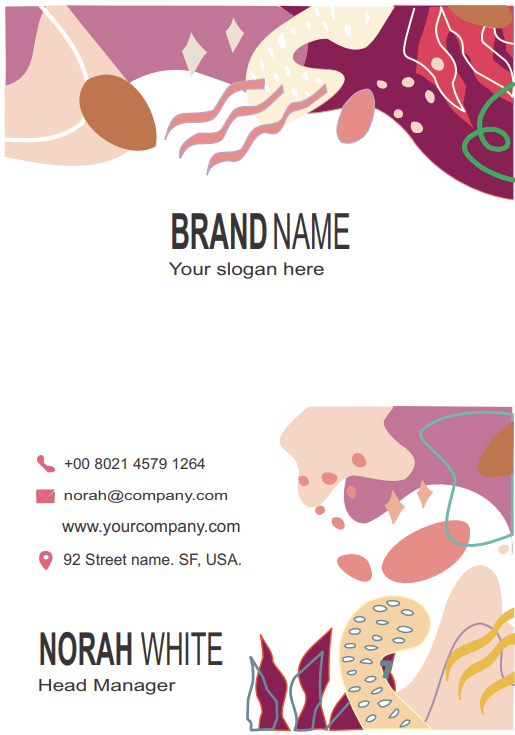 BRAND NAME
Your slogan here
+00 8021 4579 1264
norah@company.com
www.yourcompany.com
92 Street name. SF, USA.
NORAH WHITE
Head Manager